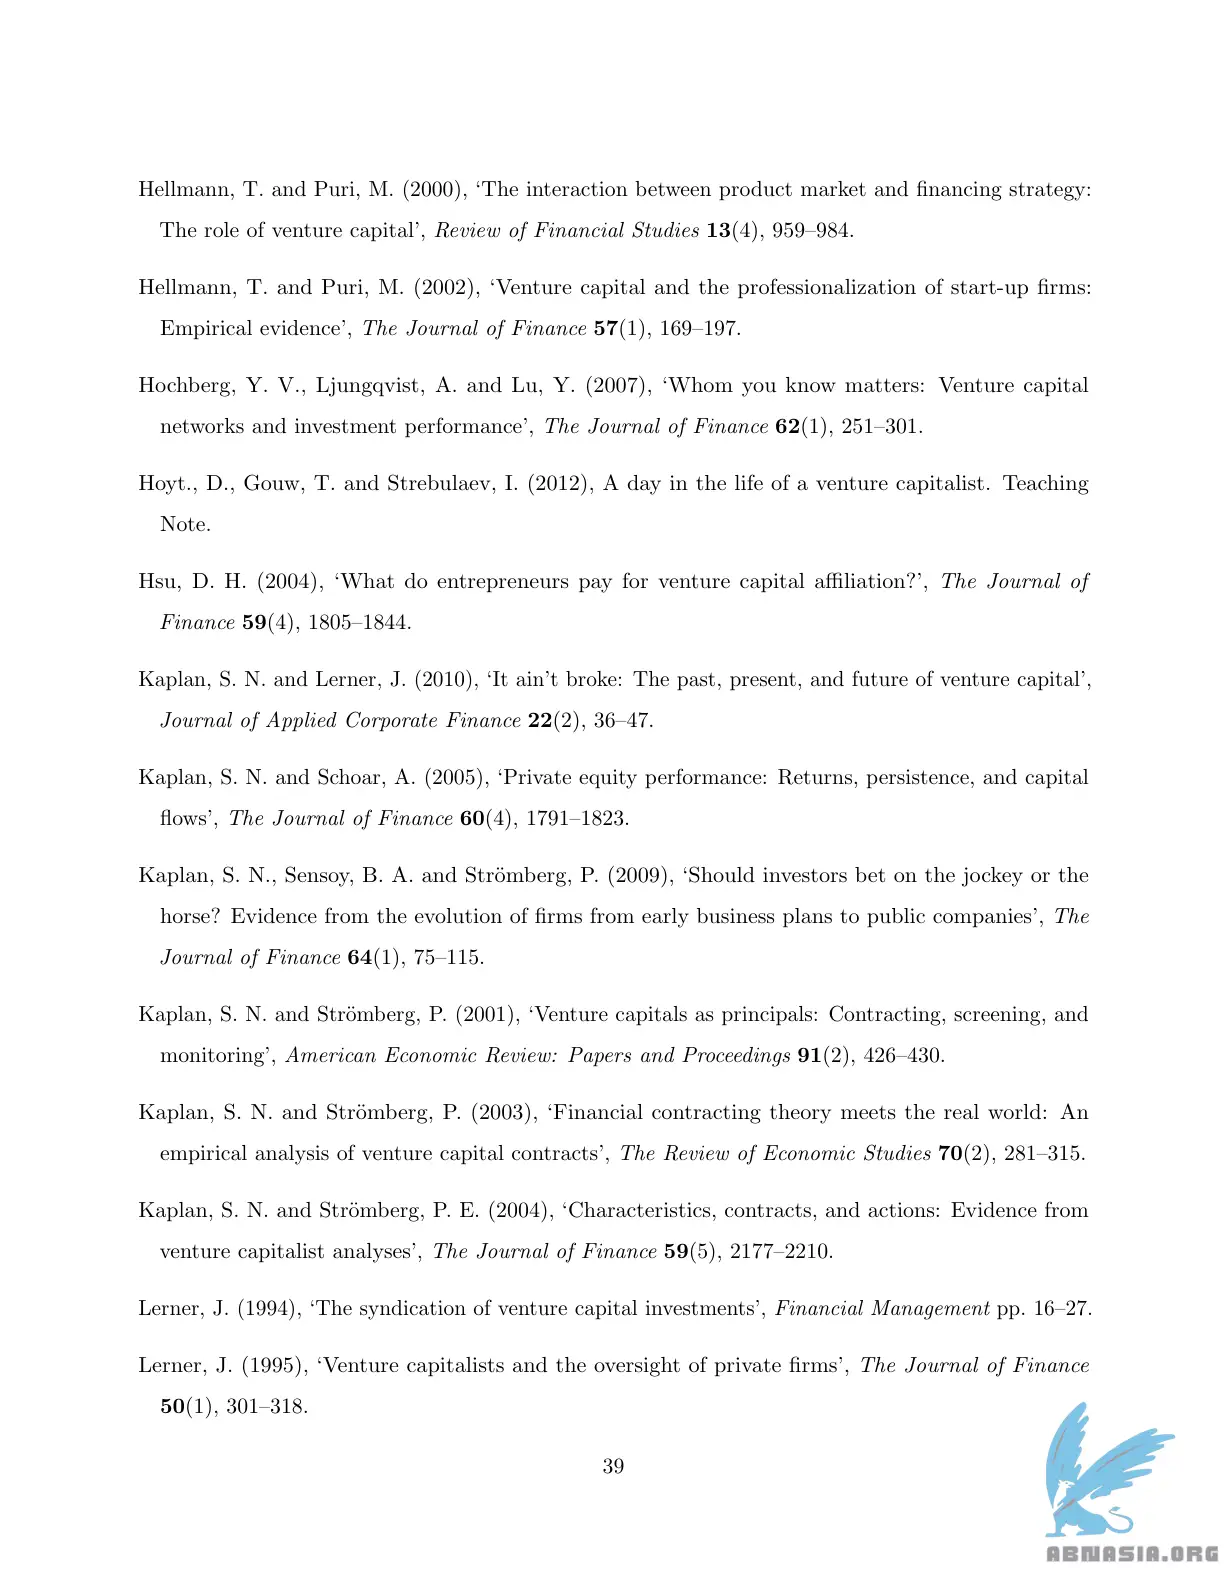 Hellmann, T. and Puri, M. (2000), ‘The interaction between product market and financing strategy:
The role of venture capital’, Review of Financial Studies 13(4), 959–984.
Hellmann, T. and Puri, M. (2002), ‘Venture capital and the professionalization of start-up firms:
Empirical evidence’, The Journal of Finance 57(1), 169–197.
Hochberg, Y. V., Ljungqvist, A. and Lu, Y. (2007), ‘Whom you know matters: Venture capital
networks and investment performance’, The Journal of Finance 62(1), 251–301.
Hoyt., D., Gouw, T. and Strebulaev, I. (2012), A day in the life of a venture capitalist. Teaching
Note.
Hsu, D. H. (2004), ‘What do entrepreneurs pay for venture capital affiliation?’, The Journal of
Finance 59(4), 1805–1844.
Kaplan, S. N. and Lerner, J. (2010), ‘It ain’t broke: The past, present, and future of venture capital’,
Journal of Applied Corporate Finance 22(2), 36–47.
Kaplan, S. N. and Schoar, A. (2005), ‘Private equity performance: Returns, persistence, and capital
flows’, The Journal of Finance 60(4), 1791–1823.
Kaplan, S. N., Sensoy, B. A. and Strömberg, P. (2009), ‘Should investors bet on the jockey or the
horse? Evidence from the evolution of firms from early business plans to public companies’, The
Journal of Finance 64(1), 75–115.
Kaplan, S. N. and Strömberg, P. (2001), ‘Venture capitals as principals: Contracting, screening, and
monitoring’, American Economic Review: Papers and Proceedings 91(2), 426–430.
Kaplan, S. N. and Strömberg, P. (2003), ‘Financial contracting theory meets the real world: An
empirical analysis of venture capital contracts’, The Review of Economic Studies 70(2), 281–315.
Kaplan, S. N. and Strömberg, P. E. (2004), ‘Characteristics, contracts, and actions: Evidence from
venture capitalist analyses’, The Journal of Finance 59(5), 2177–2210.
Lerner, J. (1994), ‘The syndication of venture capital investments’, Financial Management pp. 16–27.
Lerner, J. (1995), ‘Venture capitalists and the oversight of private firms’, The Journal of Finance
50(1), 301–318.
39
ABNASIA.ORG